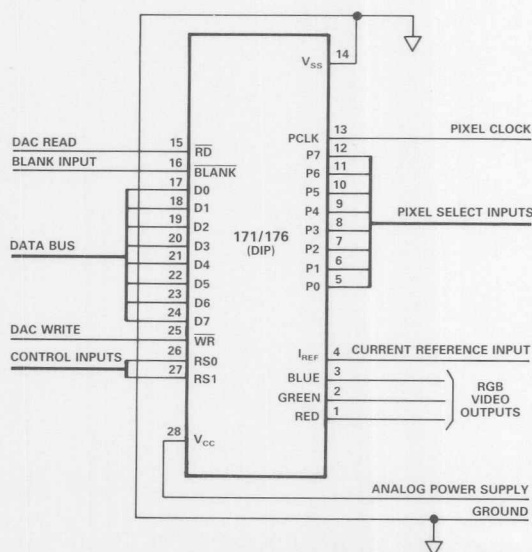 14
V_SS
13
PCLK
PIXEL CLOCK
DAC READ
15
RD
12
P7
BLANK INPUT
16
BLANK
11
P6
17
D0
10
P5
18
D1
9
P4
19
D2
8
P3
PIXEL SELECT INPUTS
DATA BUS
20
D3
171/176
(DIP)
7
P2
21
D4
6
P1
22
D5
5
P0
23
D6
24
D7
DAC WRITE
25
WR
CONTROL INPUTS
26
RS0
27
RS1
4
I_REF
CURRENT REFERENCE INPUT
3
BLUE
2
GREEN
1
RED
RGB
VIDEO
OUTPUTS
28
V_CC
ANALOG POWER SUPPLY
GROUND